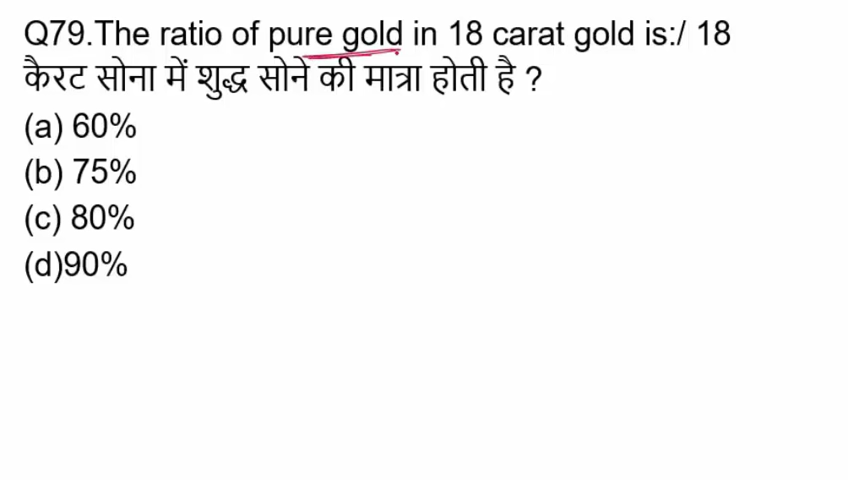 Q79.The ratio of pure gold in 18 carat gold is:/ 18
कैरट सोना में शुद्ध सोने की मात्रा होती है ?
(a) 60%
(b) 75%
(c) 80%
(d)90%